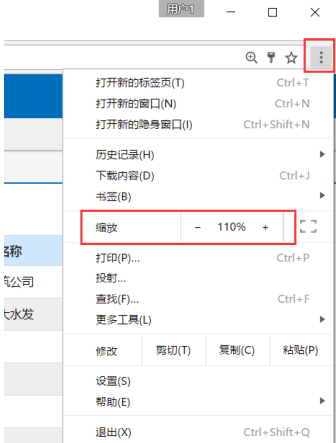 用户1
打开新的标签页(T) Ctrl+T
打开新的窗口(N) Ctrl+N
打开新的隐身窗口(I) Ctrl+Shift+N
历史记录(H)
下载内容(D) Ctrl+J
书签(B)
缩放 - 110% +
名称
打印(P)... Ctrl+P
投射...
公司
查找(F)... Ctrl+F
大水发
更多工具(L)
修改 剪切(T) 复制(C) 粘贴(P)
设置(S)
帮助(E)
退出(X) Ctrl+Shift+Q